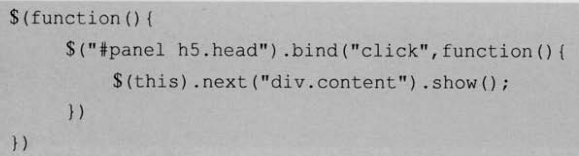 $(function(){
    $("#panel h5.head").bind("click",function(){
        $(this).next("div.content").show();
    })
})